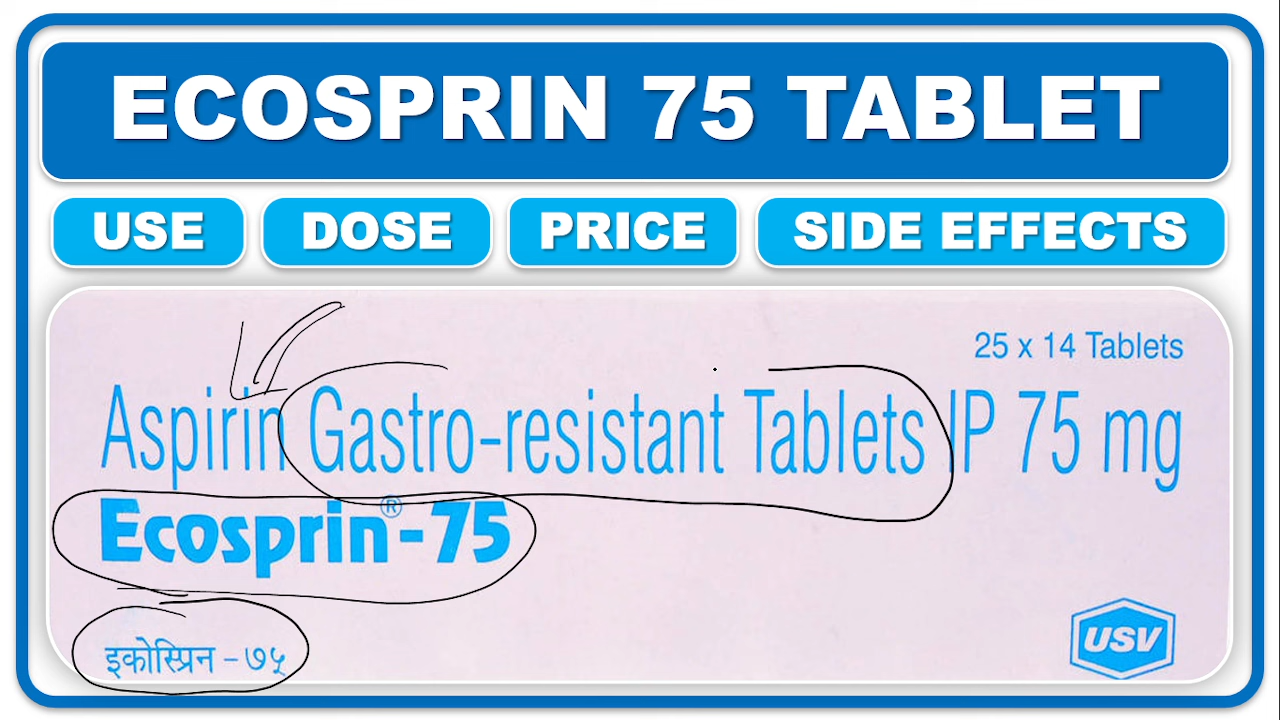 ECOSPRIN 75 TABLET
USE DOSE PRICE SIDE EFFECTS
25 x 14 Tablets
Aspirin Gastro-resistant Tablets IP 75 mg
Ecosprin®-75
इकोस्प्रिन - ७५
USV